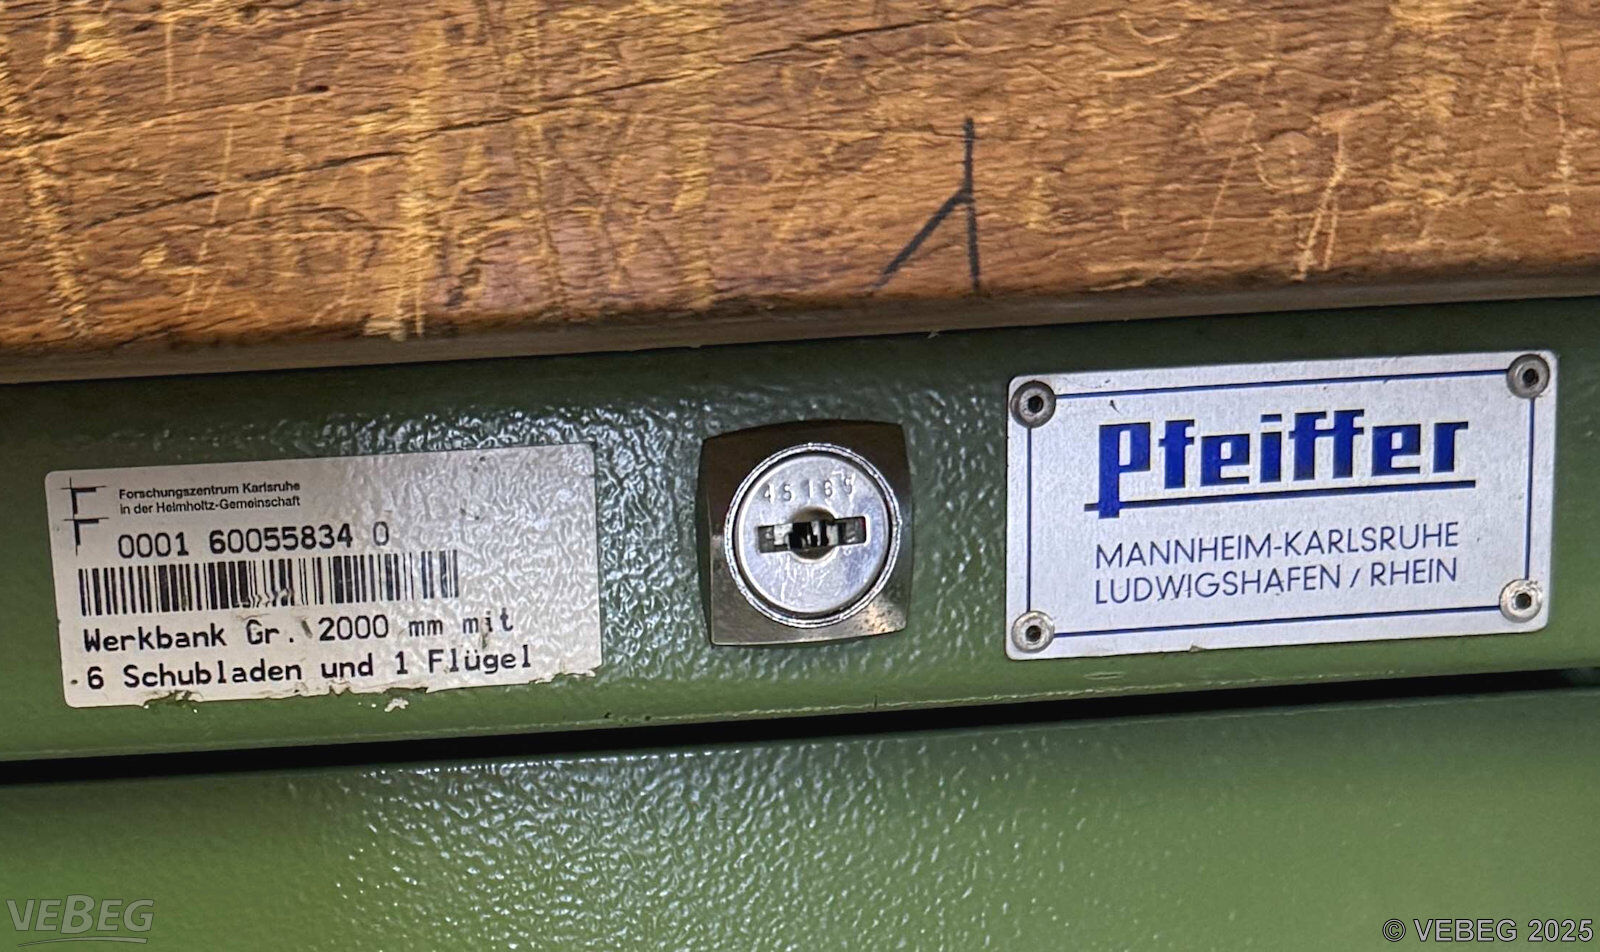 Forschungszentrum Karlsruhe
in der Helmholtz-Gemeinschaft
0001 60055834 0
Werkbank Gr. 2000 mm mit
6 Schubladen und 1 Flügel
Pfeiffer
MANNHEIM-KARLSRUHE
LUDWIGSHAFEN / RHEIN
VEBEG
© VEBEG 2025